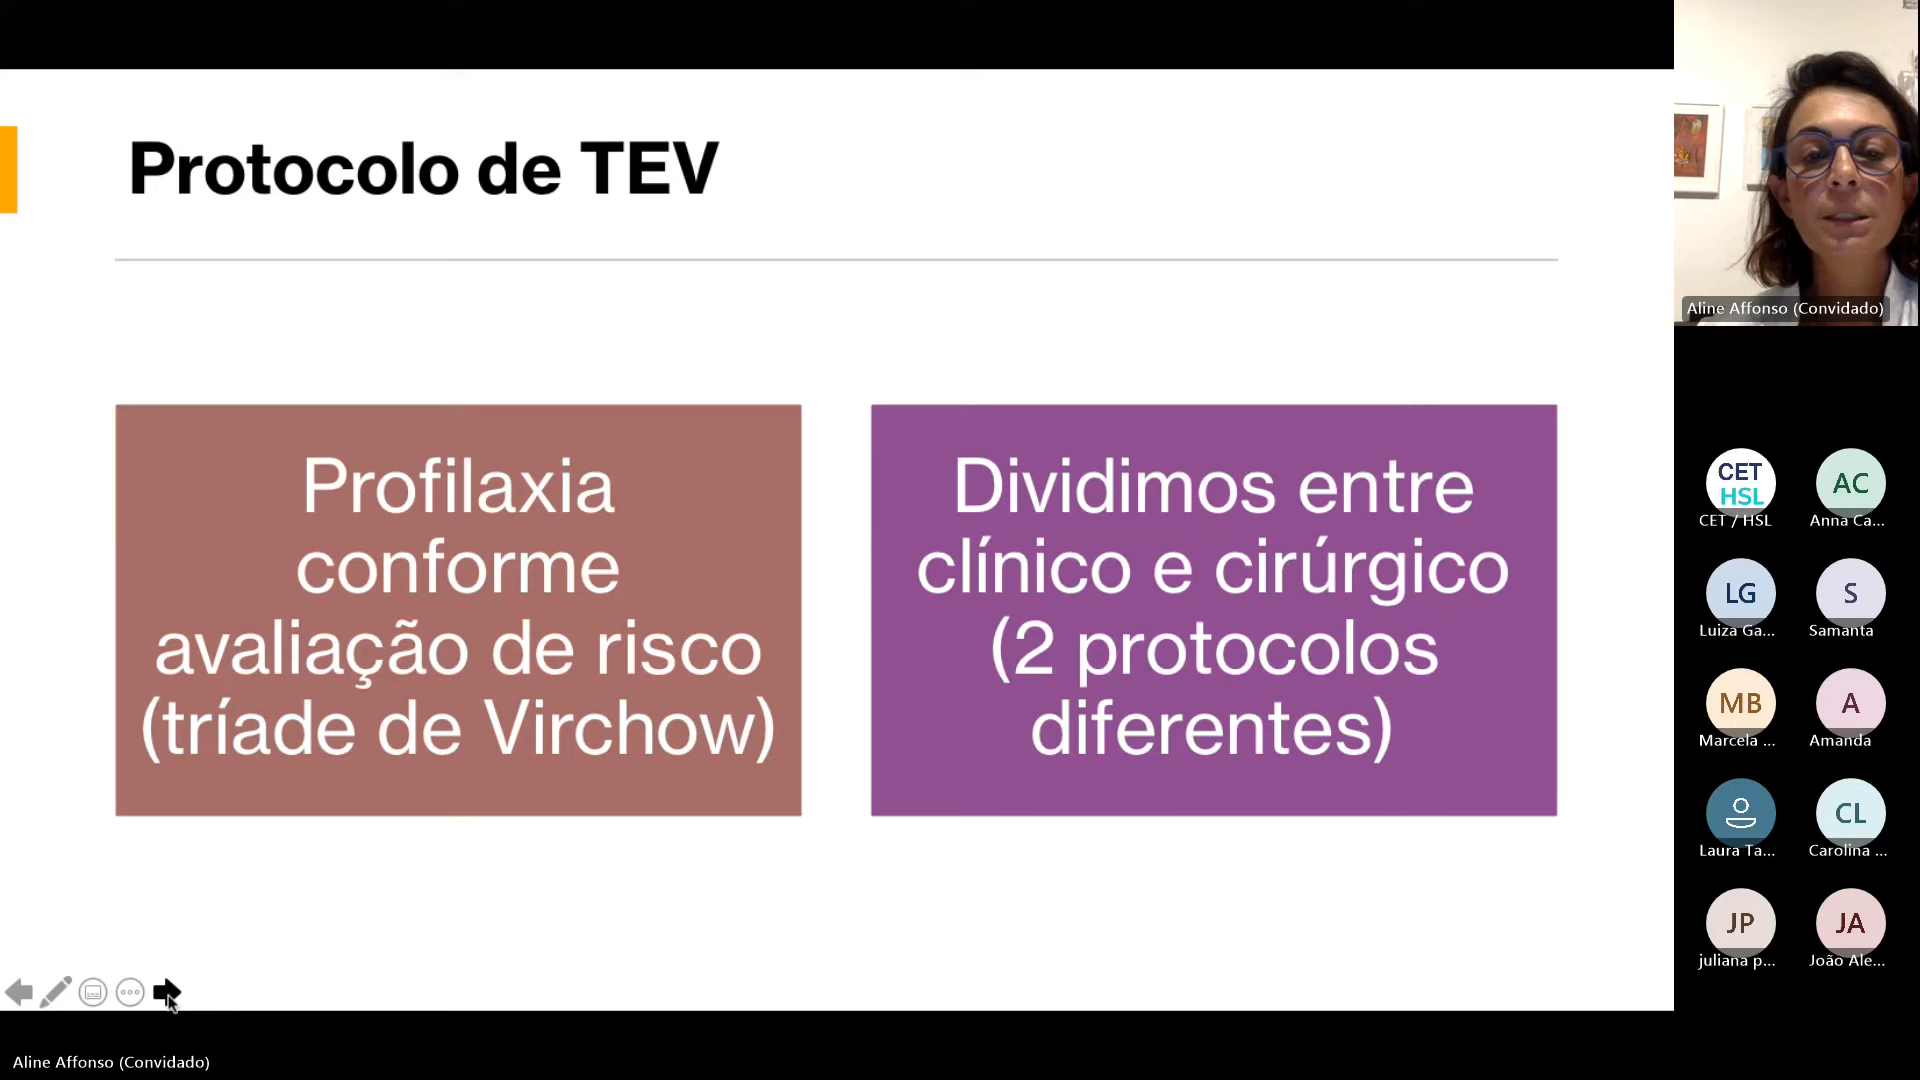 Protocolo de TEV
Profilaxia
conforme
avaliação de risco
(tríade de Virchow)
Dividimos entre
clínico e cirúrgico
(2 protocolos
diferentes)
Aline Affonso (Convidado)
CET
HSL
CET / HSL
AC
Anna Ca...
LG
Luiza Ga...
S
Samanta
MB
Marcela ...
A
Amanda
Laura Ta...
CL
Carolina ...
JP
juliana p...
JA
João Ale...
Aline Affonso (Convidado)